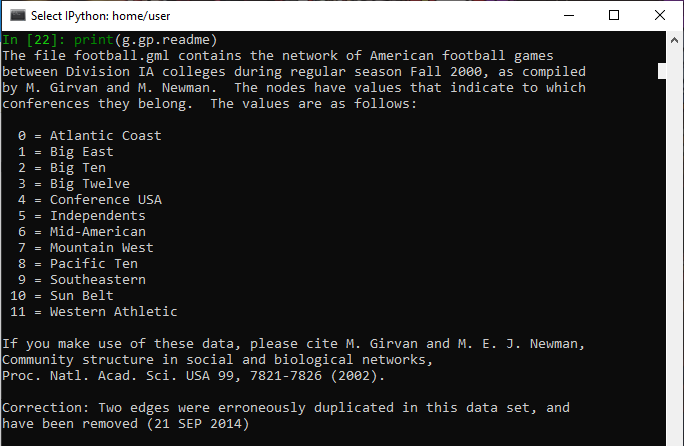 Select IPython: home/user
In [22]: print(g.gp.readme)
The file football.gml contains the network of American football games
between Division IA colleges during regular season Fall 2000, as compiled
by M. Girvan and M. Newman.  The nodes have values that indicate to which
conferences they belong.  The values are as follows:

  0 = Atlantic Coast
  1 = Big East
  2 = Big Ten
  3 = Big Twelve
  4 = Conference USA
  5 = Independents
  6 = Mid-American
  7 = Mountain West
  8 = Pacific Ten
  9 = Southeastern
 10 = Sun Belt
 11 = Western Athletic

If you make use of these data, please cite M. Girvan and M. E. J. Newman,
Community structure in social and biological networks,
Proc. Natl. Acad. Sci. USA 99, 7821-7826 (2002).

Correction: Two edges were erroneously duplicated in this data set, and
have been removed (21 SEP 2014)